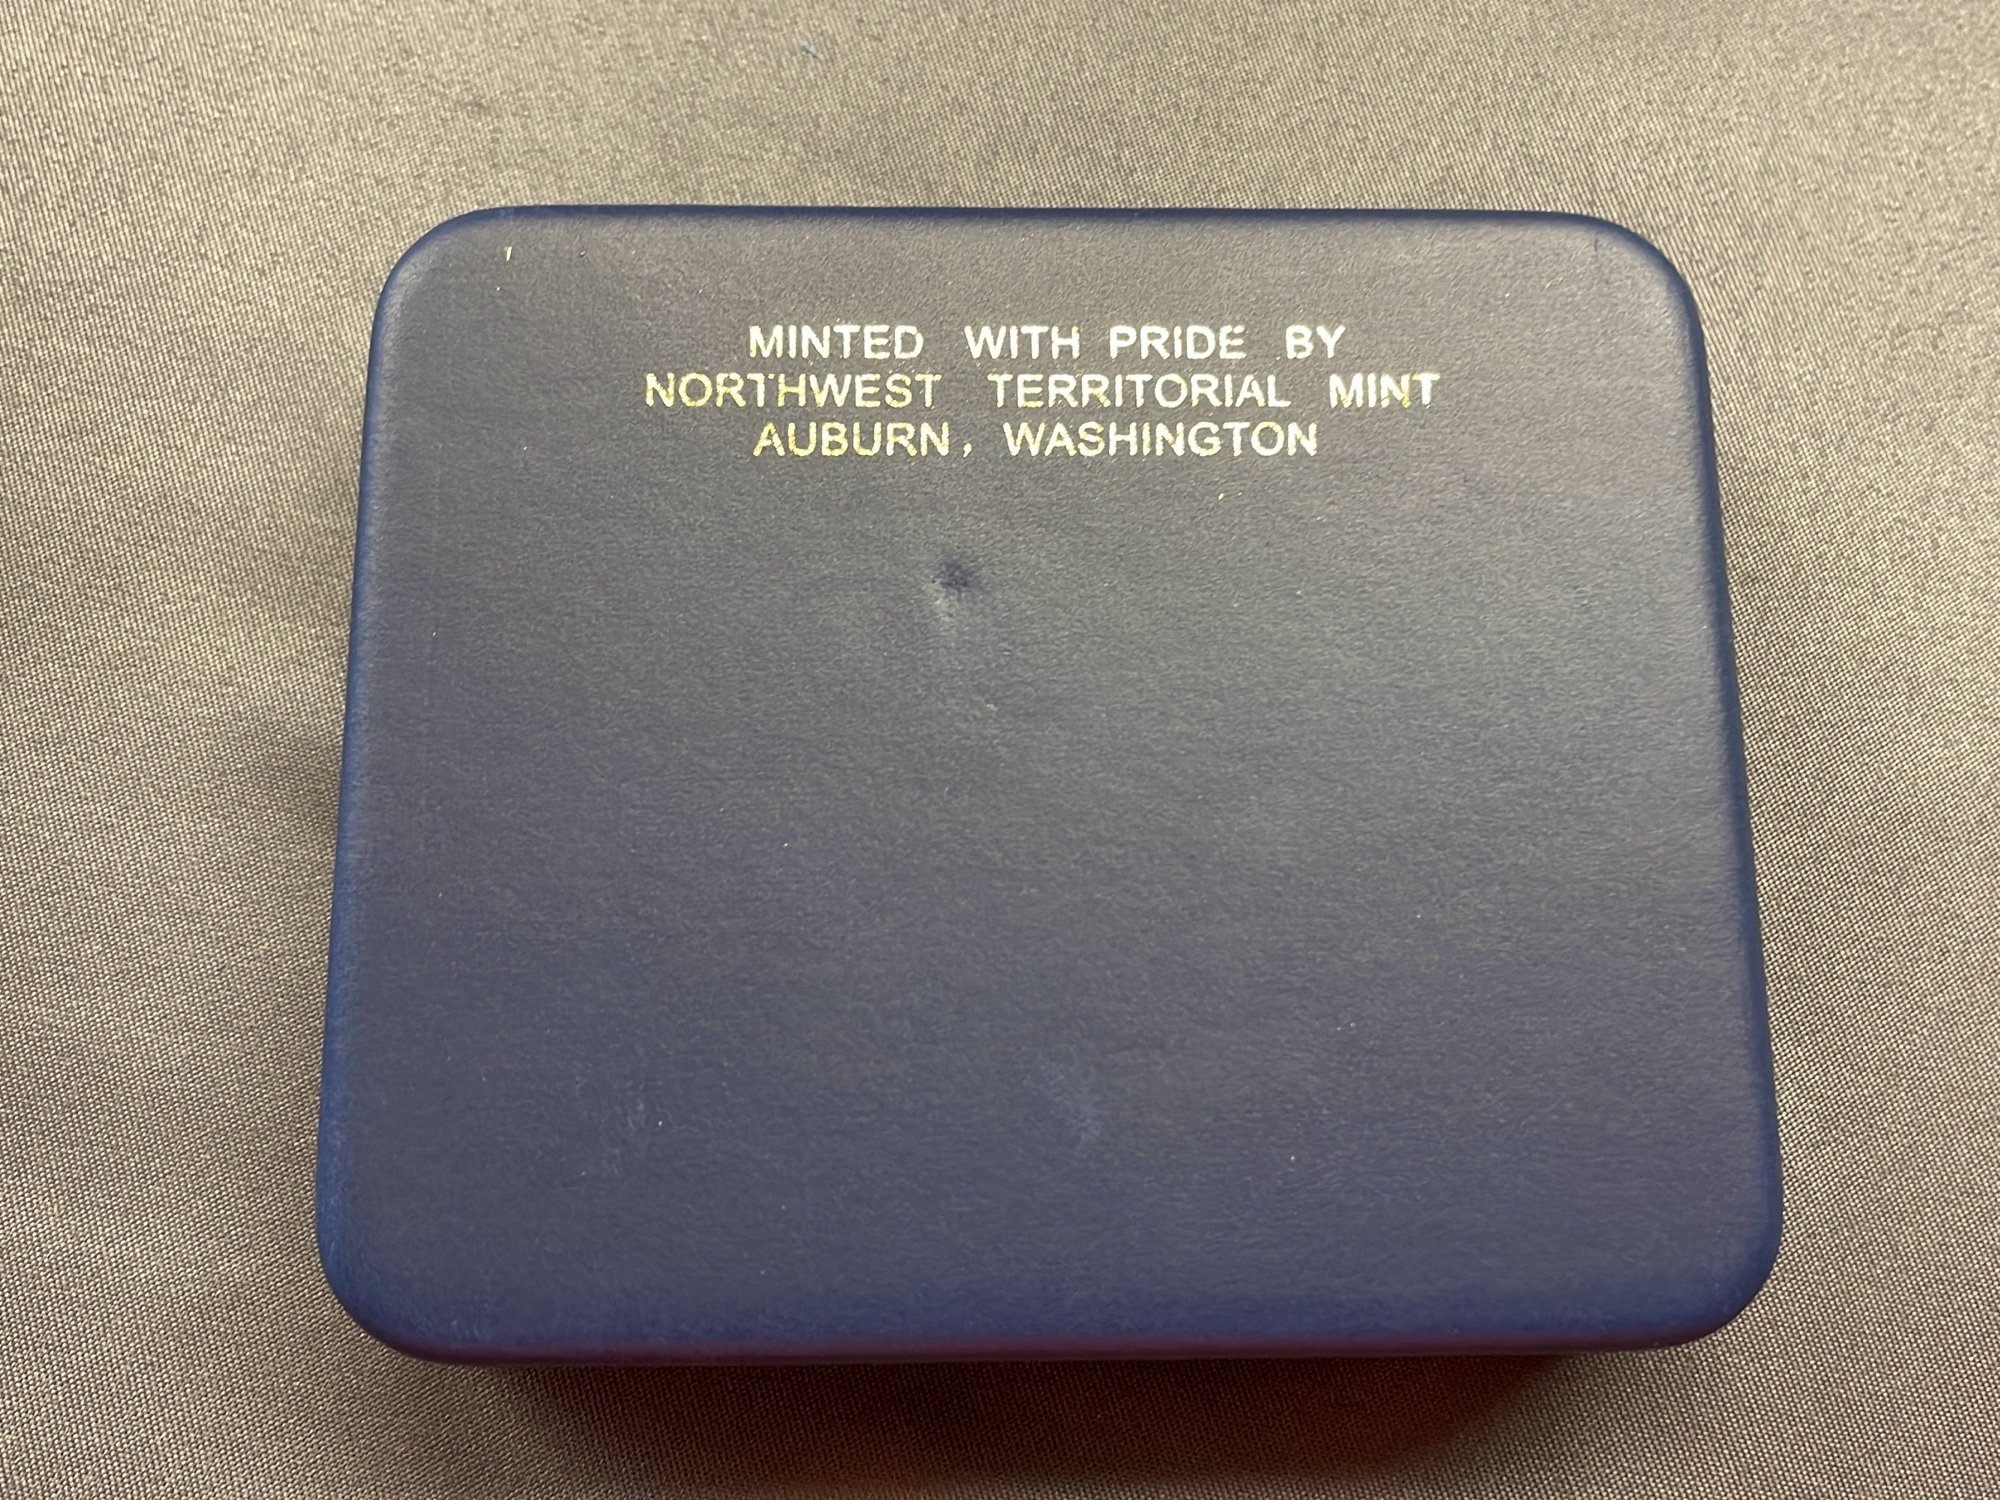 MINTED WITH PRIDE BY
NORTHWEST TERRITORIAL MINT
AUBURN, WASHINGTON